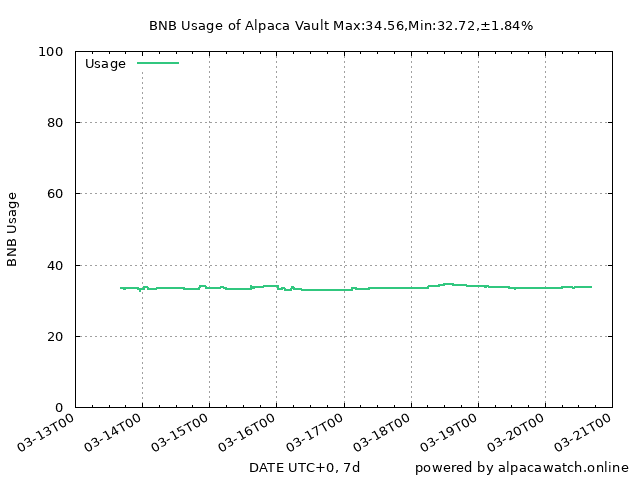 BNB Usage of Alpaca Vault Max:34.56,Min:32.72,±1.84%
Usage
100
80
60
40
20
0
BNB Usage
03-13T00
03-14T00
03-15T00
03-16T00
03-17T00
03-18T00
03-19T00
03-20T00
03-21T00
DATE UTC+0, 7d
powered by alpacawatch.online